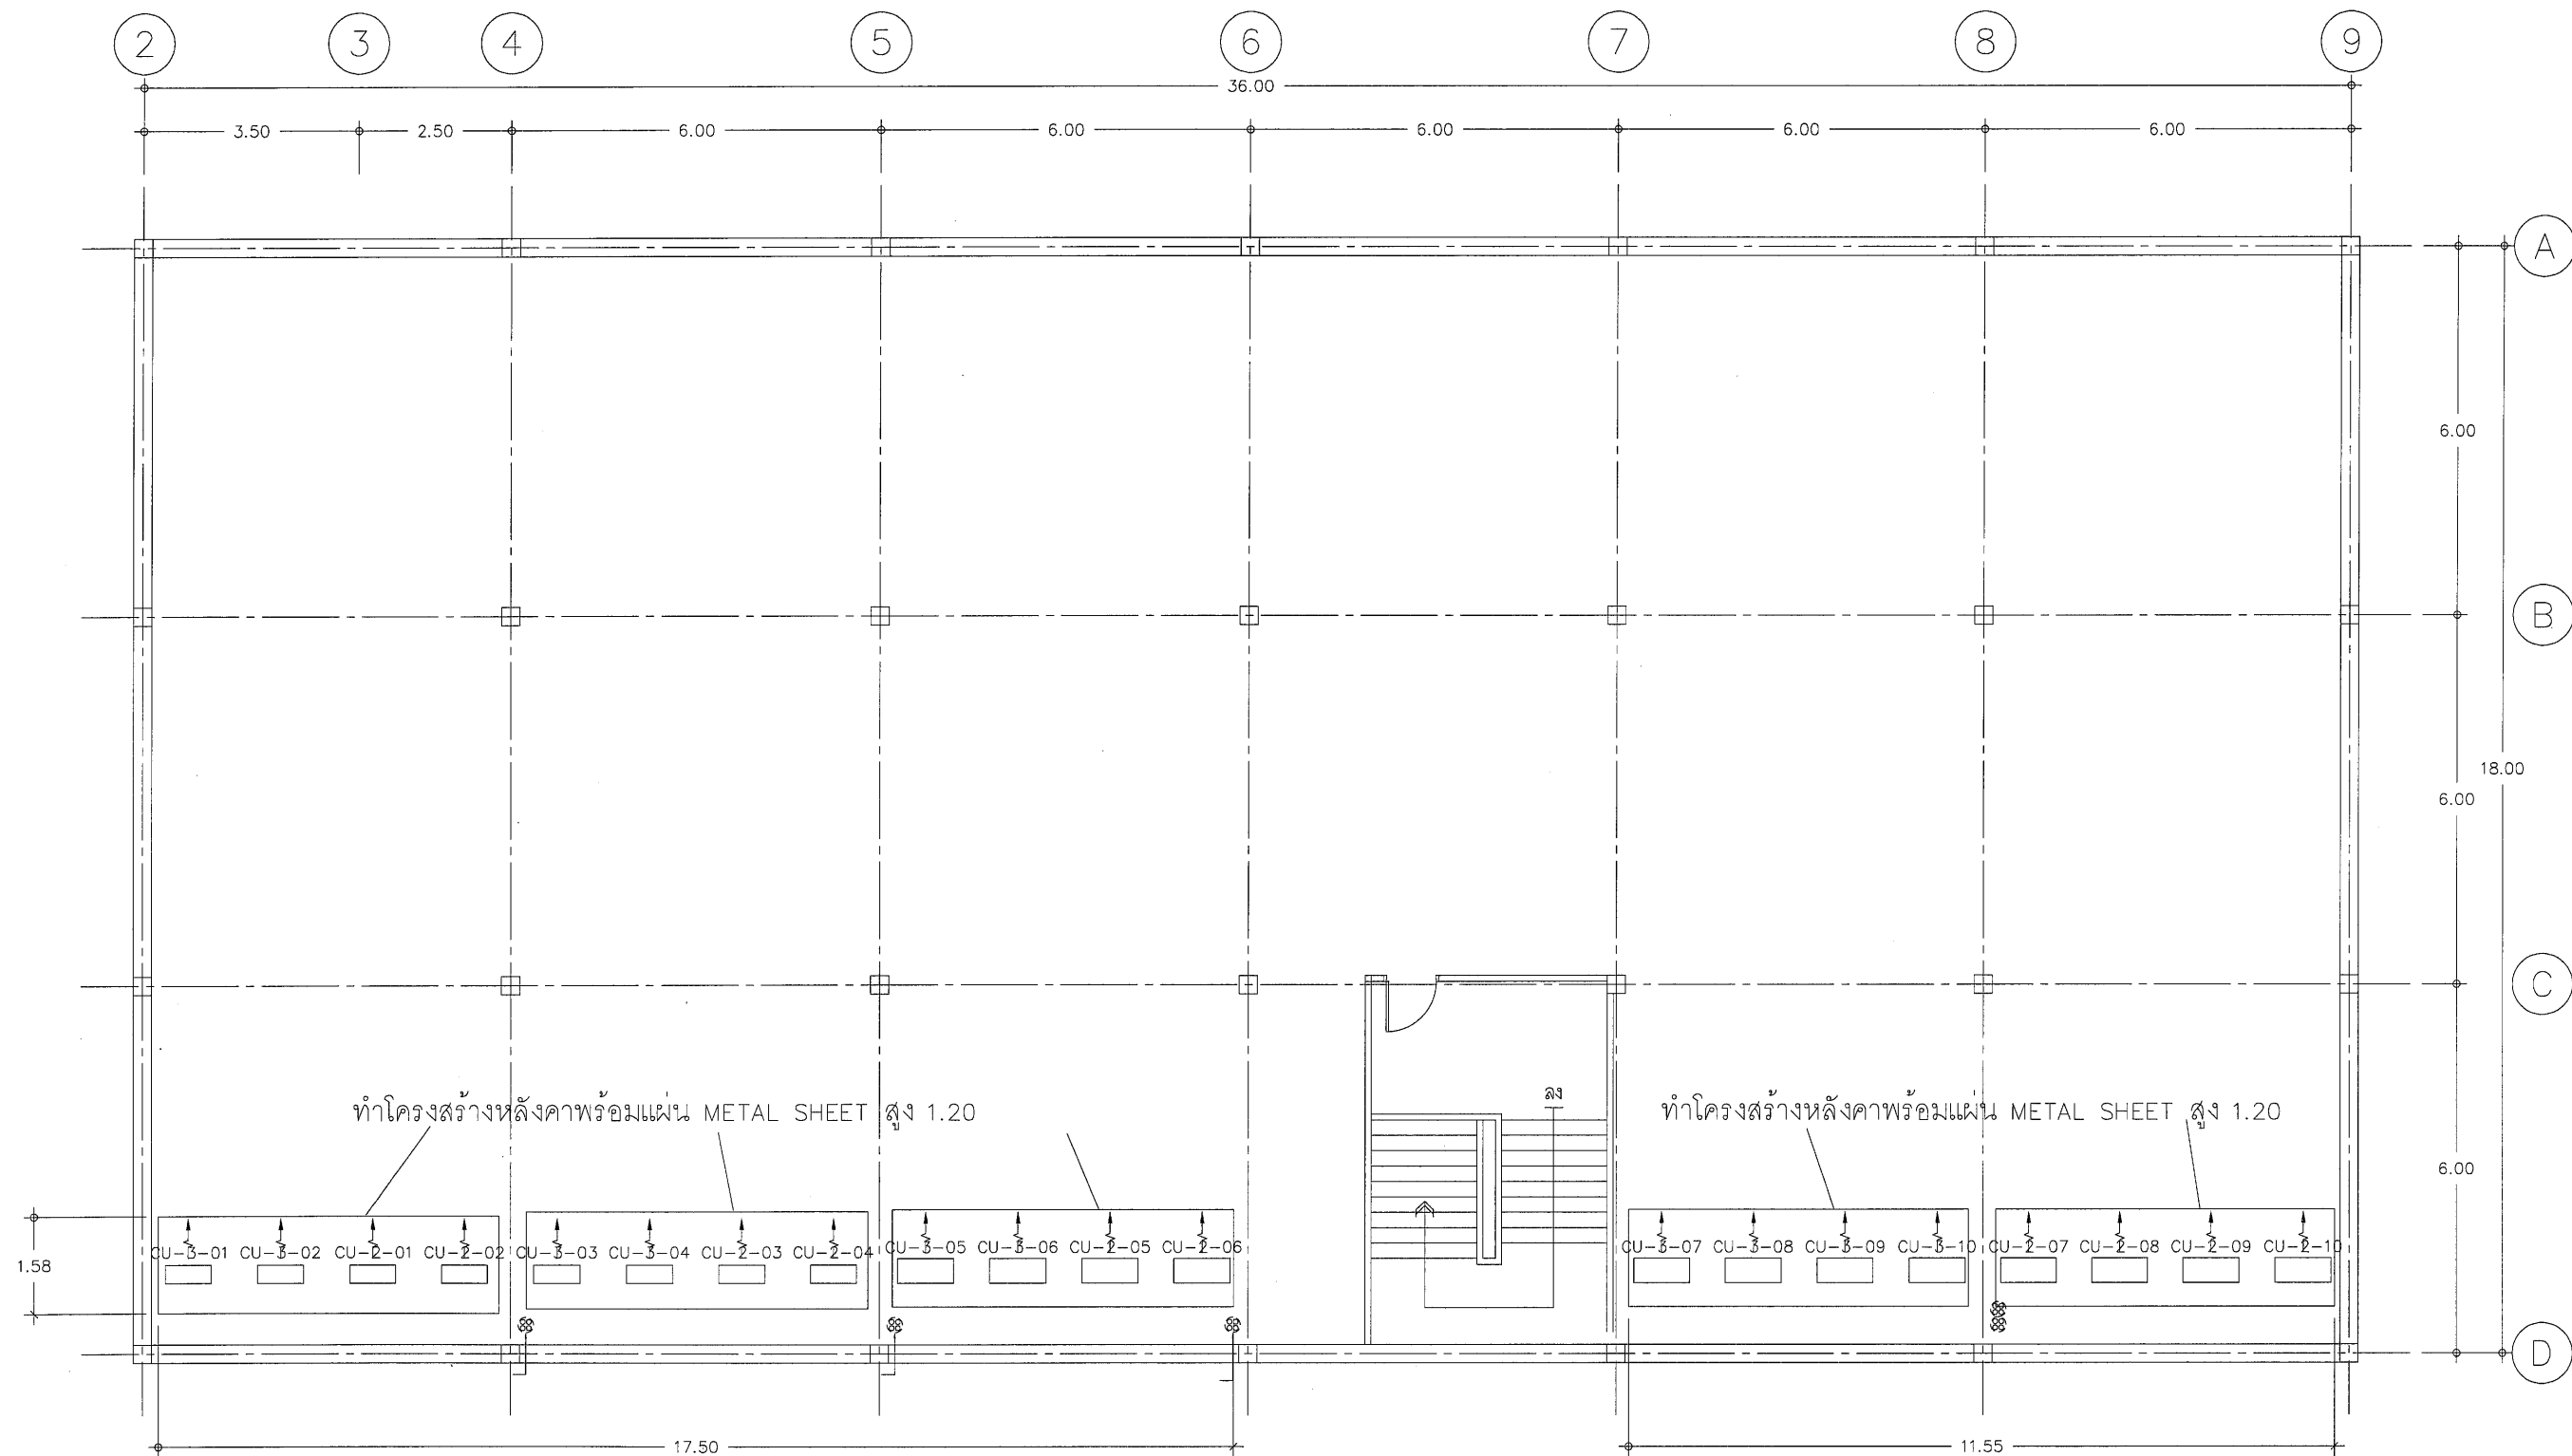 2 3 4 5 6 7 8 9
36.00
3.50 2.50 6.00 6.00 6.00 6.00 6.00
A
6.00
B
18.00
6.00
C
ลง
ทำโครงสร้างหลังคาพร้อมแผ่น METAL SHEET สูง 1.20 ทำโครงสร้างหลังคาพร้อมแผ่น METAL SHEET สูง 1.20
6.00
CU-3-01 CU-3-02 CU-2-01 CU-2-02 CU-3-03 CU-3-04 CU-2-03 CU-2-04 CU-3-05 CU-3-06 CU-2-05 CU-2-06 CU-3-07 CU-3-08 CU-3-09 CU-3-10 CU-2-07 CU-2-08 CU-2-09 CU-2-10
1.58
D
17.50 11.55